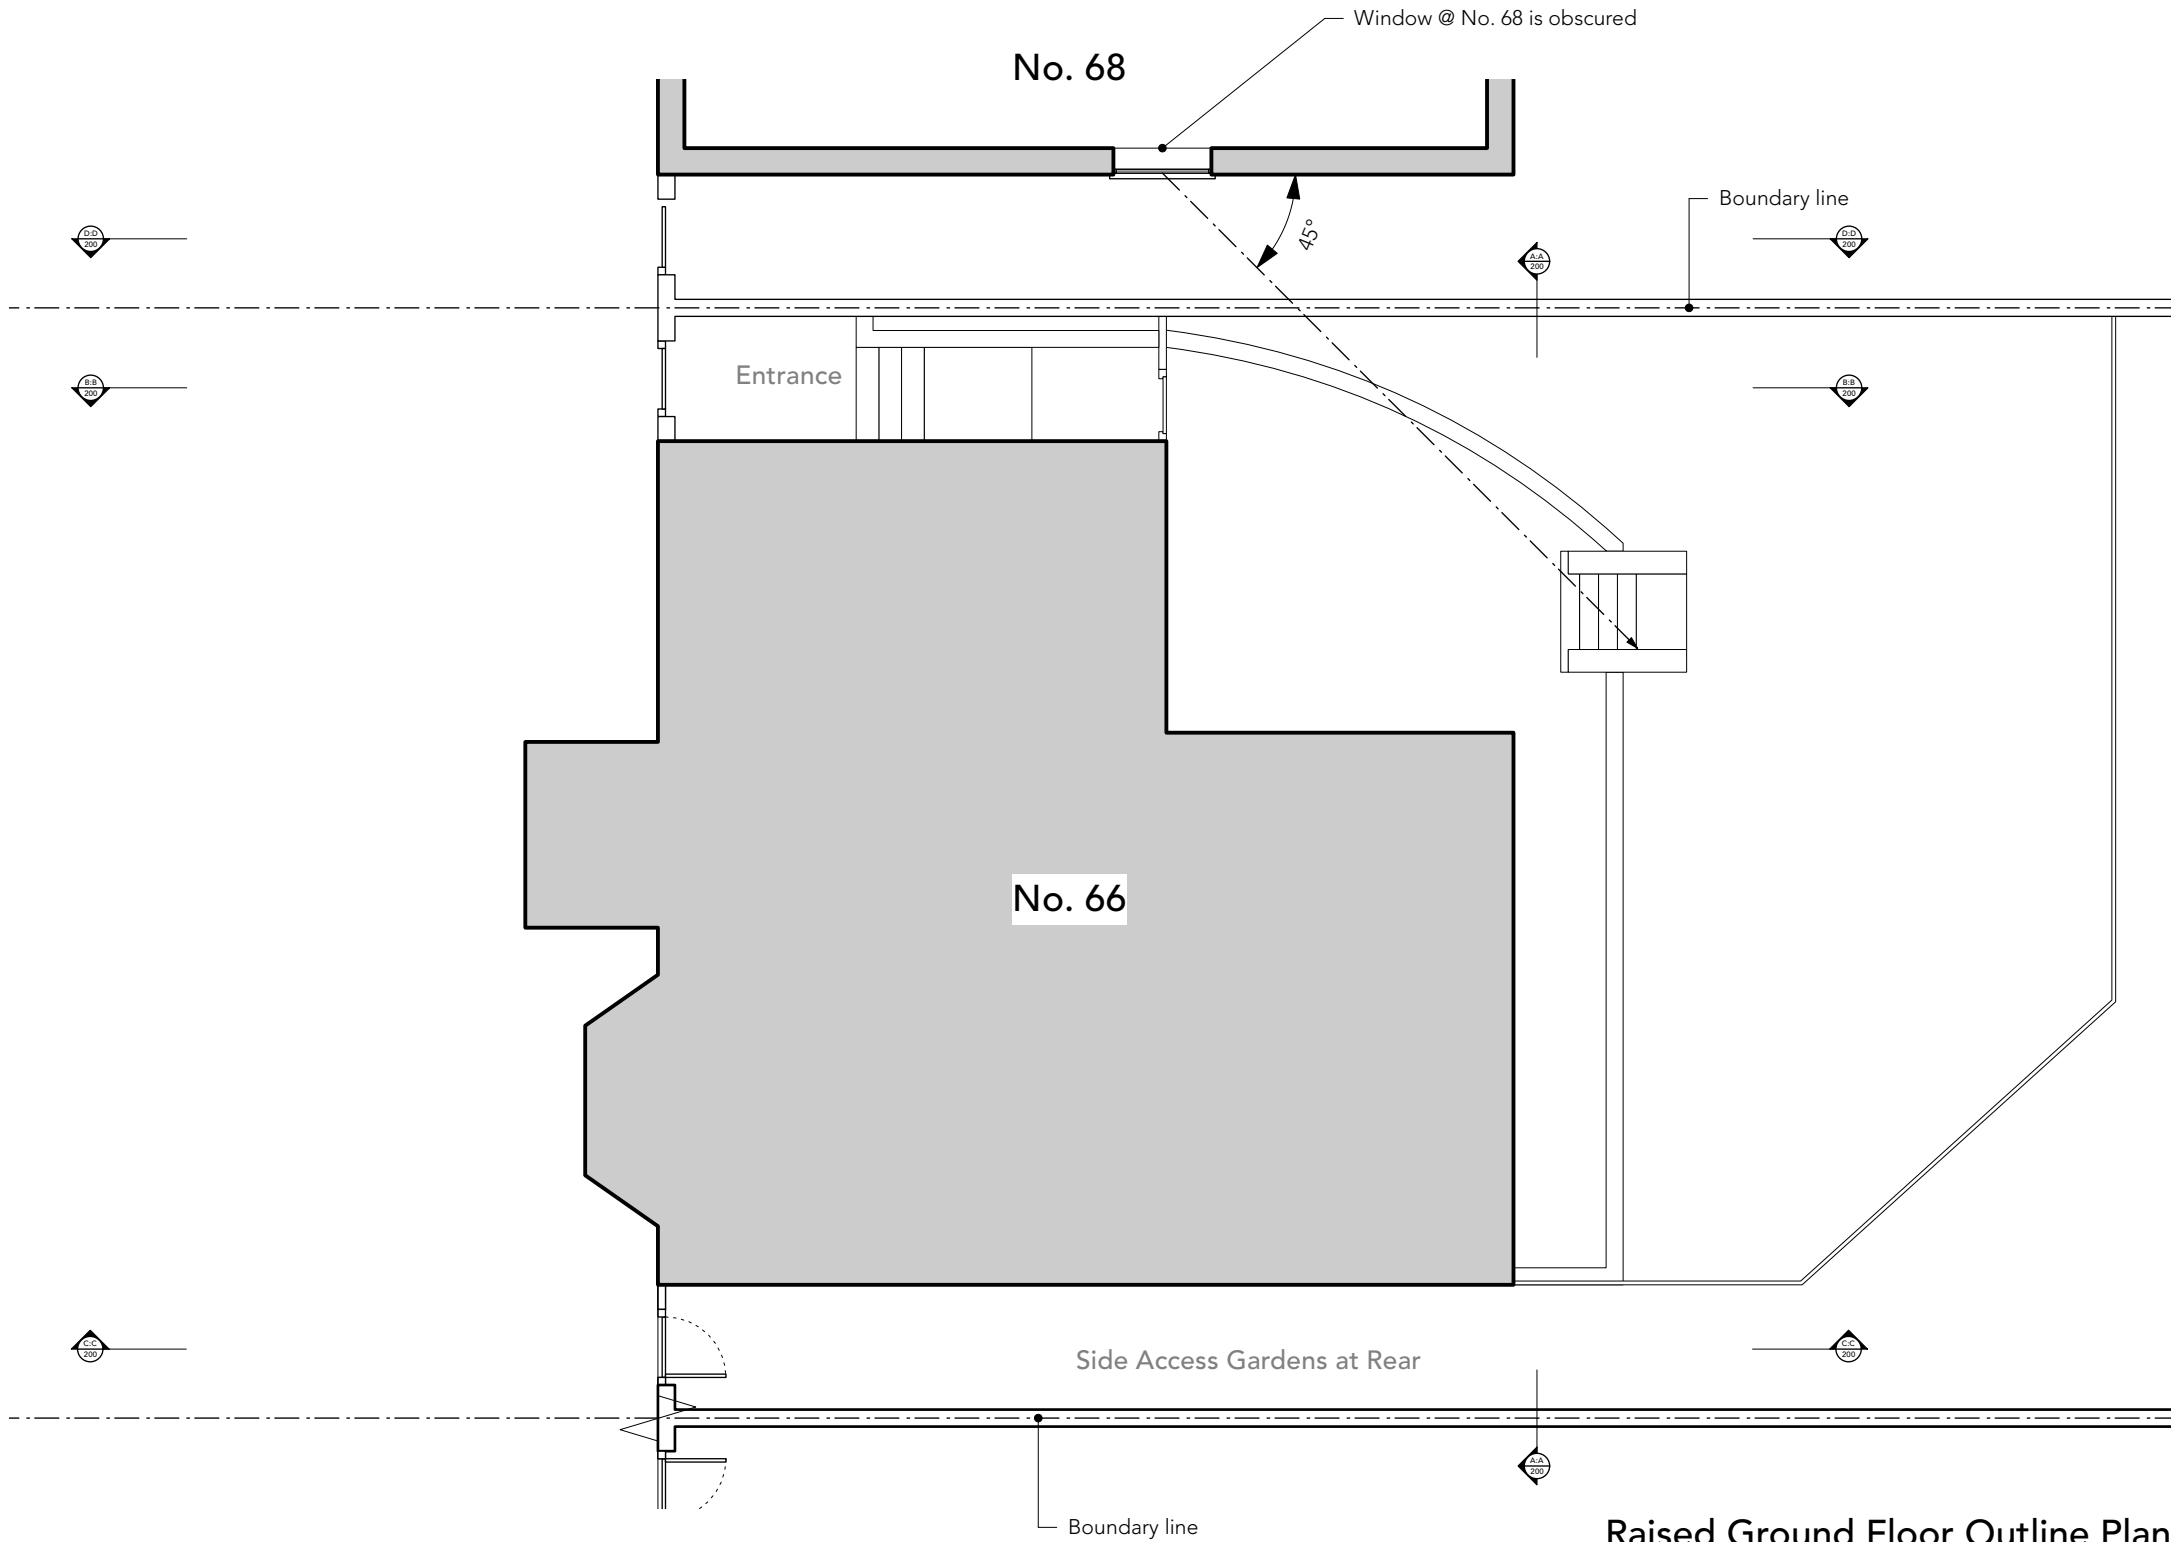 Window @ No. 68 is obscured
No. 68
Boundary line
45°
D:D
200
D:D
200
A:A
200
Entrance
B:B
200
B:B
200
No. 66
C:C
200
Side Access Gardens at Rear
C:C
200
A:A
200
Boundary line
Raised Ground Floor Outline Plan